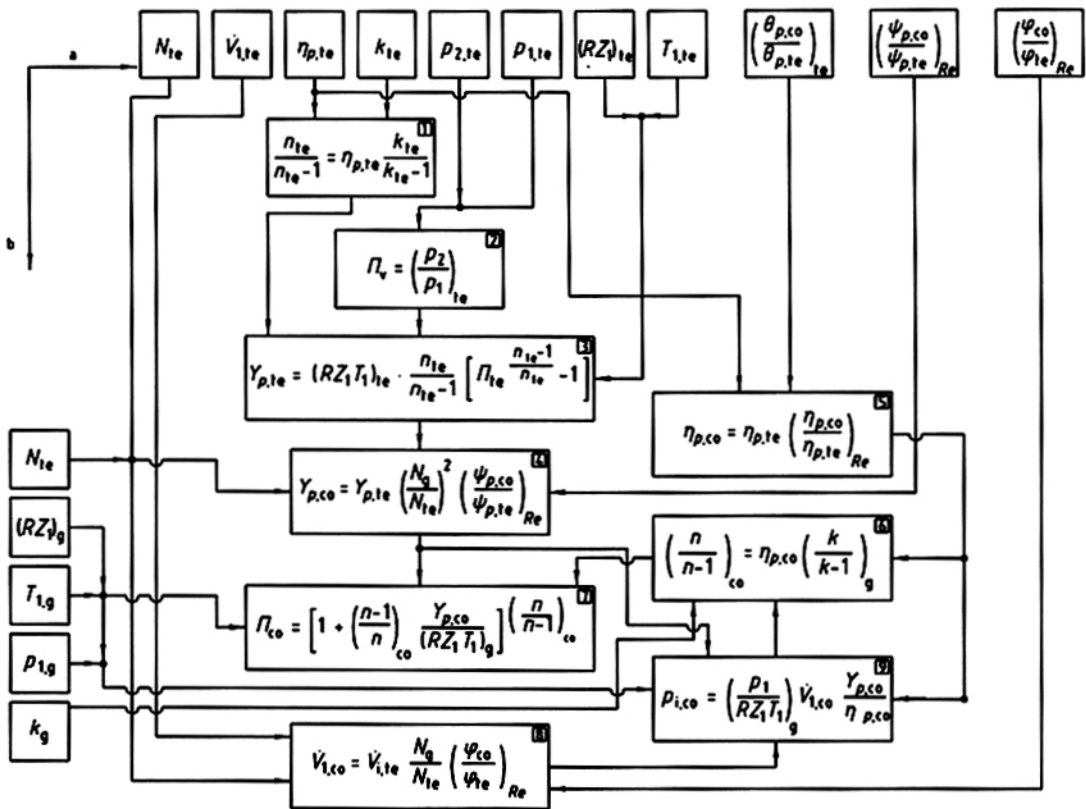 a
b
N_te
V̇_1,te
η_p,te
k_te
p_2,te
p_1,te
(RZ_1)_te
T_1,te
(θ_p,co / θ_p,te)_te
(ψ_p,co / ψ_p,te)_Re
(φ_co / φ_te)_Re
1
n_te / n_te-1 = η_p,te k_te / k_te-1
2
Π_v = (p_2 / p_1)_te
3
Y_p,te = (RZ_1T_1)_te · n_te / n_te-1 [Π_te^(n_te-1 / n_te) -1]
5
η_p,co = η_p,te (η_p,co / η_p,te)_Re
N_te
4
Y_p,co = Y_p,te (N_g / N_te)^2 (ψ_p,co / ψ_p,te)_Re
(RZ_1)_g
6
(n / n-1)_co = η_p,co (k / k-1)_g
T_1,g
7
Π_co = [1 + (n-1 / n)_co Y_p,co / (RZ_1T_1)_g]^(n / n-1)_co
p_1,g
9
p_i,co = (p_1 / RZ_1T_1)_g V̇_1,co Y_p,co / η_p,co
k_g
8
V̇_1,co = V̇_i,te N_g / N_te (φ_co / φ_te)_Re